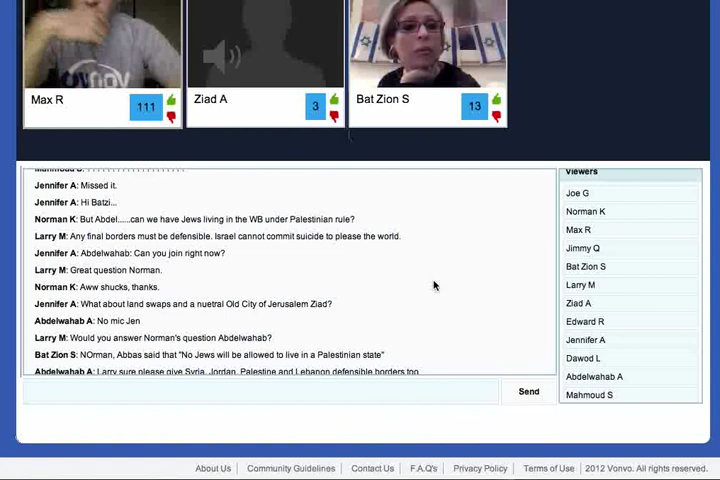 Max R
111
Ziad A
3
Bat Zion S
13
Viewers
Jennifer A: Missed it.
Jennifer A: Hi Batzi...
Norman K: But Abdel......can we have Jews living in the WB under Palestinian rule?
Larry M: Any final borders must be defensible. Israel cannot commit suicide to please the world.
Jennifer A: Abdelwahab: Can you join right now?
Larry M: Great question Norman.
Norman K: Aww shucks, thanks.
Jennifer A: What about land swaps and a nuetral Old City of Jerusalem Ziad?
Abdelwahab A: No mic Jen
Larry M: Would you answer Norman's question Abdelwahab?
Bat Zion S: NOrman, Abbas said that "No Jews will be allowed to live in a Palestinian state"
Abdelwahab A: Larry sure please give Syria, Jordan, Palestine and Lebanon defensible borders too
Send
Joe G
Norman K
Max R
Jimmy Q
Bat Zion S
Larry M
Ziad A
Edward R
Jennifer A
Dawod L
Abdelwahab A
Mahmoud S
About Us | Community Guidelines | Contact Us | F.A.Q's | Privacy Policy | Terms of Use | 2012 Vonvo. All rights reserved.